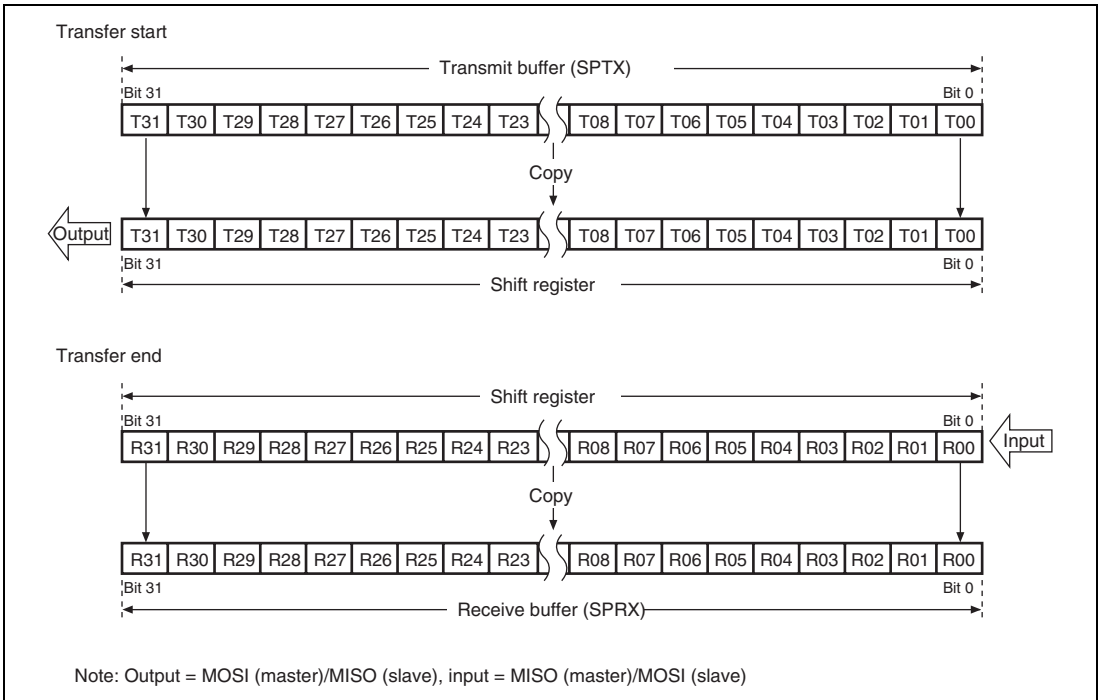 Transfer start
Transmit buffer (SPTX)
Bit 31 Bit 0
T31 T30 T29 T28 T27 T26 T25 T24 T23 T08 T07 T06 T05 T04 T03 T02 T01 T00
Copy
Output T31 T30 T29 T28 T27 T26 T25 T24 T23 T08 T07 T06 T05 T04 T03 T02 T01 T00
Bit 31 Bit 0
Shift register
Transfer end
Shift register
Bit 31 Bit 0
R31 R30 R29 R28 R27 R26 R25 R24 R23 R08 R07 R06 R05 R04 R03 R02 R01 R00 Input
Copy
R31 R30 R29 R28 R27 R26 R25 R24 R23 R08 R07 R06 R05 R04 R03 R02 R01 R00
Bit 31 Bit 0
Receive buffer (SPRX)
Note: Output = MOSI (master)/MISO (slave), input = MISO (master)/MOSI (slave)